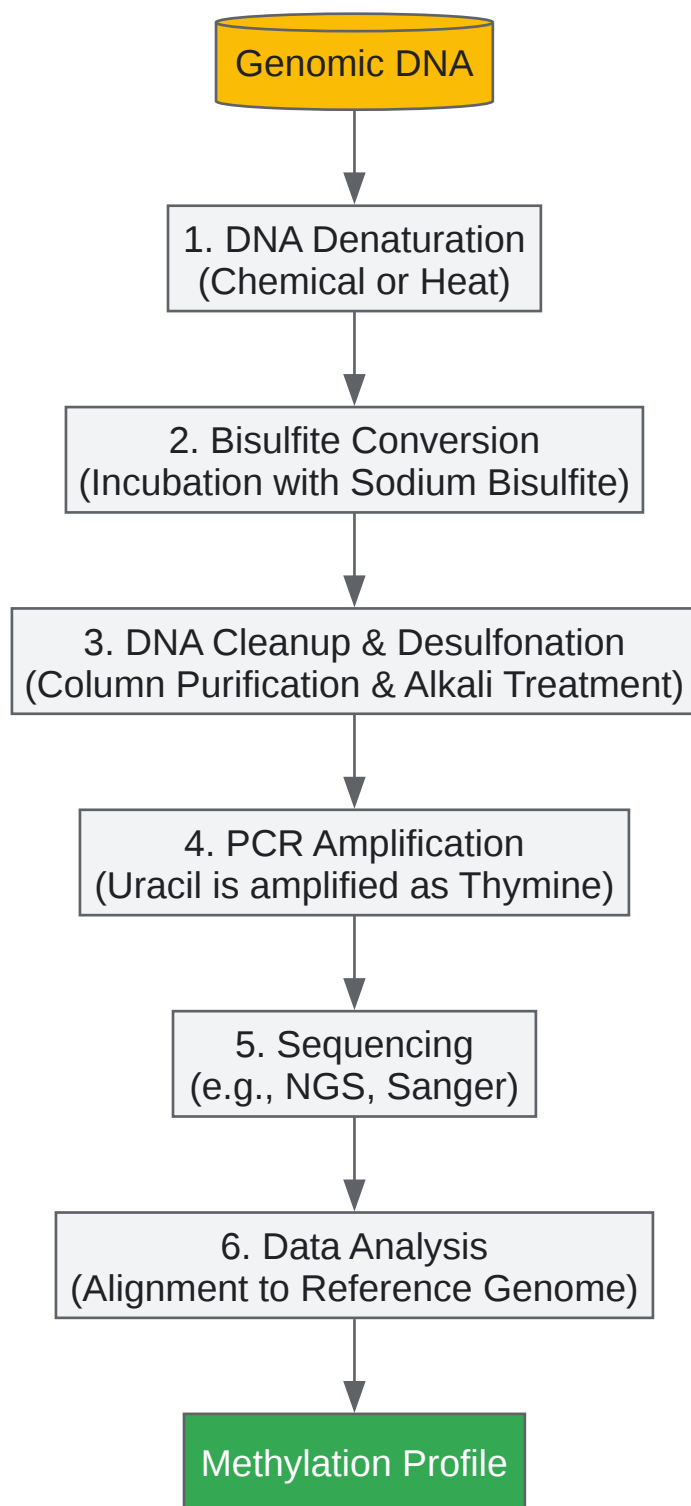 Genomic DNA
1. DNA Denaturation
(Chemical or Heat)
2. Bisulfite Conversion
(Incubation with Sodium Bisulfite)
3. DNA Cleanup & Desulfonation
(Column Purification & Alkali Treatment)
4. PCR Amplification
(Uracil is amplified as Thymine)
5. Sequencing
(e.g., NGS, Sanger)
6. Data Analysis
(Alignment to Reference Genome)
Methylation Profile